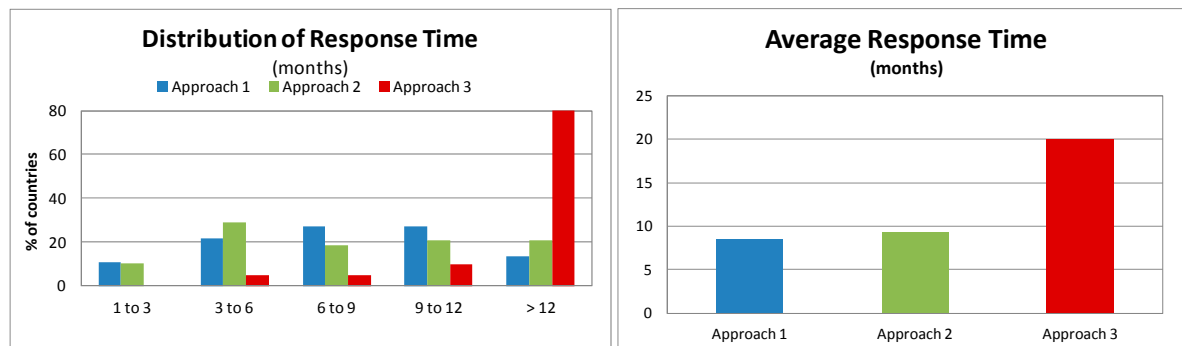 Distribution of Response Time
(months)
Approach 1 Approach 2 Approach 3
% of countries
80
60
40
20
0
1 to 3 3 to 6 6 to 9 9 to 12 > 12
Average Response Time
(months)
25
20
15
10
5
0
Approach 1 Approach 2 Approach 3